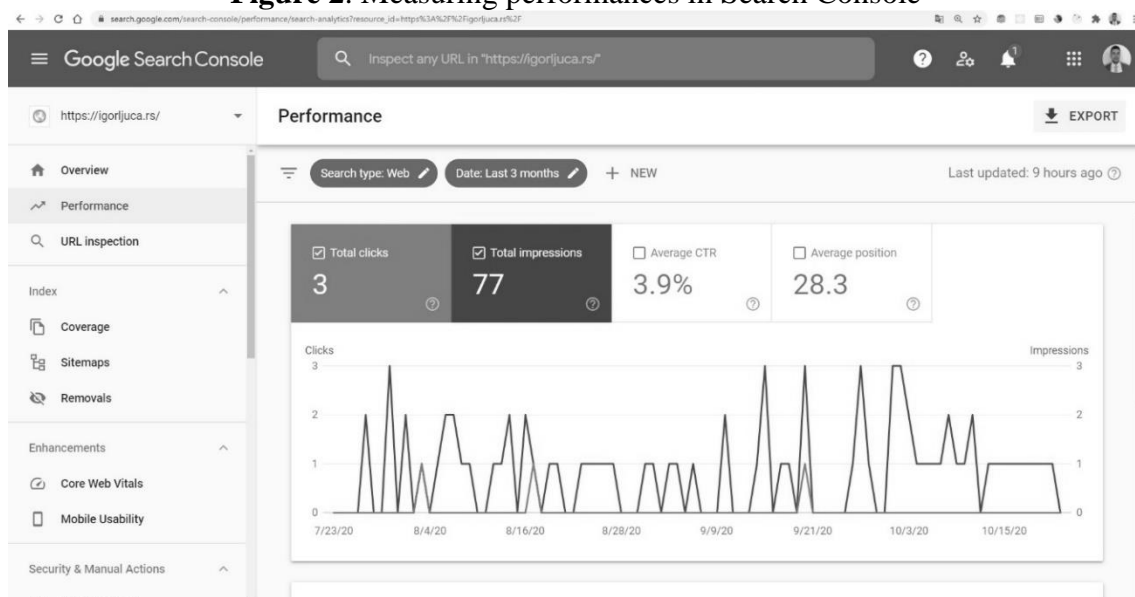 Figure 2. Measuring performances in Search Console
search.google.com/search-console/performance/search-analytics?resource_id=https%3A%2F%2Figorljuca.rs%2F
Google Search Console
Inspect any URL in "https://igorljuca.rs/"
1
https://igorljuca.rs/
Performance
EXPORT
Overview
Performance
URL inspection
Index
Coverage
Sitemaps
Removals
Enhancements
Core Web Vitals
Mobile Usability
Security & Manual Actions
Search type: Web
Date: Last 3 months
+ NEW
Last updated: 9 hours ago
Total clicks
3
Total impressions
77
Average CTR
3.9%
Average position
28.3
Clicks
Impressions
3
3
2
2
1
1
0
0
7/23/20 8/4/20 8/16/20 8/28/20 9/9/20 9/21/20 10/3/20 10/15/20